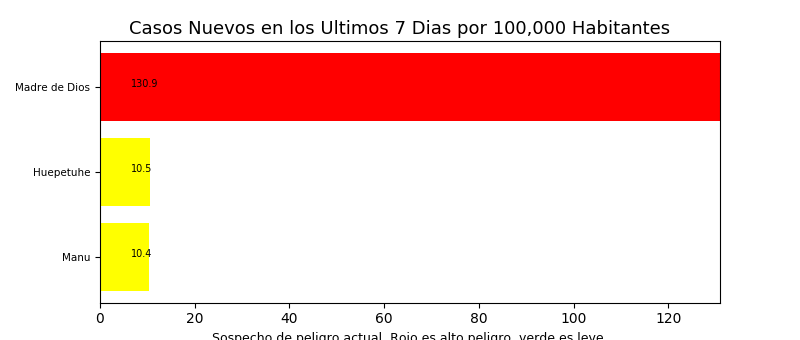 Casos Nuevos en los Ultimos 7 Dias por 100,000 Habitantes
Madre de Dios
130.9
Huepetuhe
10.5
Manu
10.4
0 20 40 60 80 100 120
Sospecho de peligro actual. Rojo es alto peligro, verde es leve